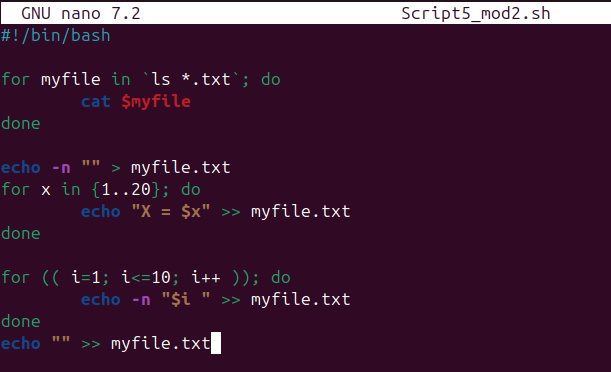 GNU nano 7.2 Script5_mod2.sh
#!/bin/bash
for myfile in `ls *.txt`; do
cat $myfile
done
echo -n "" > myfile.txt
for x in {1..20}; do
echo "X = $x" >> myfile.txt
done
for (( i=1; i<=10; i++ )); do
echo -n "$i " >> myfile.txt
done
echo "" >> myfile.txt